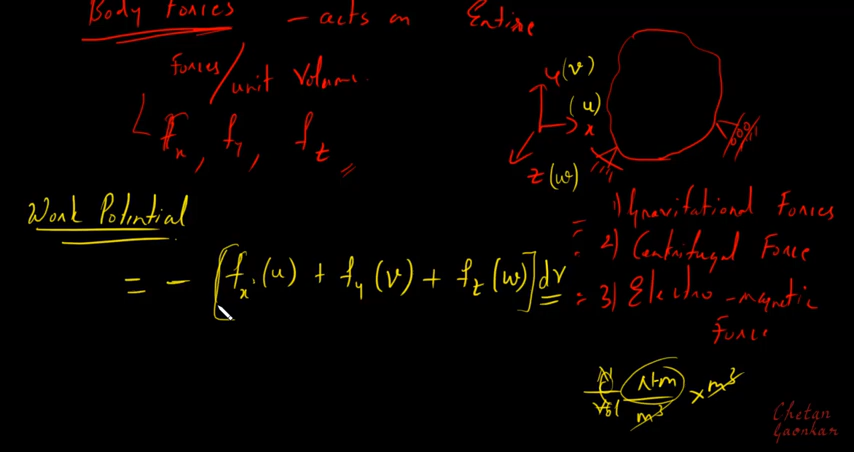 Body Forces - acts on Entire
Forces/unit Volume
fx, fy, fz
y(v)
(u)
x
z(w)
Work Potential
= - [fx.(u) + fy(v) + fz(w)] dv
1) Gravitational Forces
2) Centrifugal Force
3) Electro-magnetic
Force
N-m × m³
m³
Chetan
Gaonkar